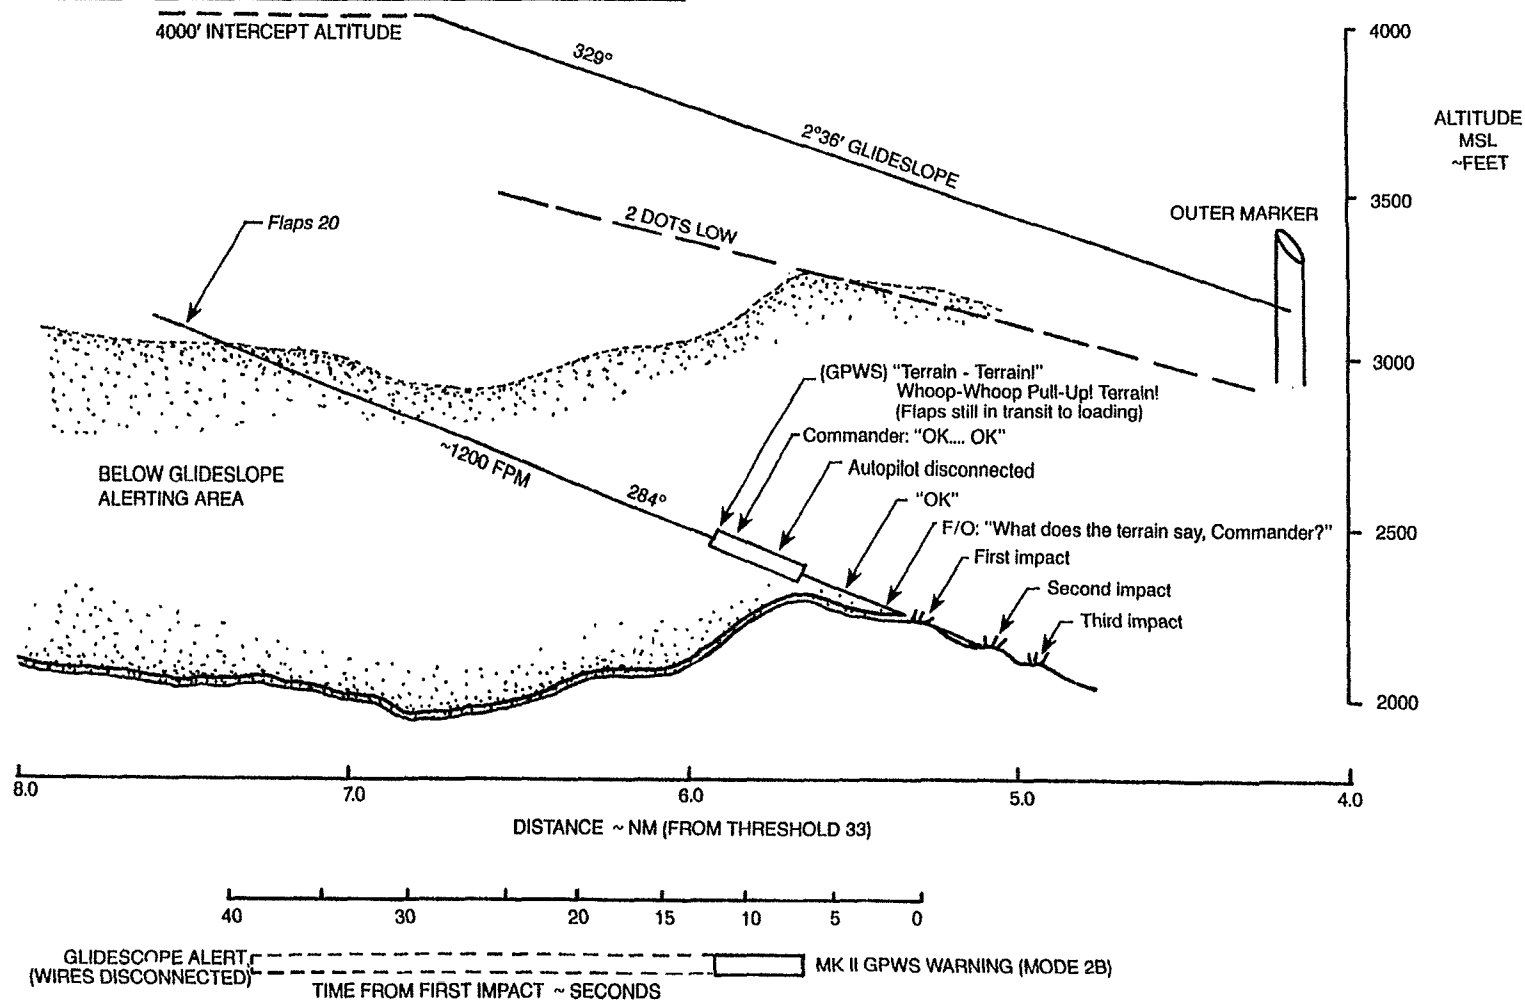 4000' INTERCEPT ALTITUDE
329°
2°36' GLIDESLOPE
2 DOTS LOW
Flaps 20
OUTER MARKER
4000
ALTITUDE
MSL
~FEET
3500
3000
2500
2000
(GPWS) "Terrain - Terrain!"
Whoop-Whoop Pull-Up! Terrain!
(Flaps still in transit to loading)
Commander: "OK.... OK"
Autopilot disconnected
"OK"
F/O: "What does the terrain say, Commander?"
First impact
Second impact
Third impact
~1200 FPM
284°
BELOW GLIDESLOPE
ALERTING AREA
8.0 7.0 6.0 5.0 4.0
DISTANCE ~ NM (FROM THRESHOLD 33)
40 30 20 15 10 5 0
GLIDESCOPE ALERT
(WIRES DISCONNECTED)
MK II GPWS WARNING (MODE 2B)
TIME FROM FIRST IMPACT ~ SECONDS